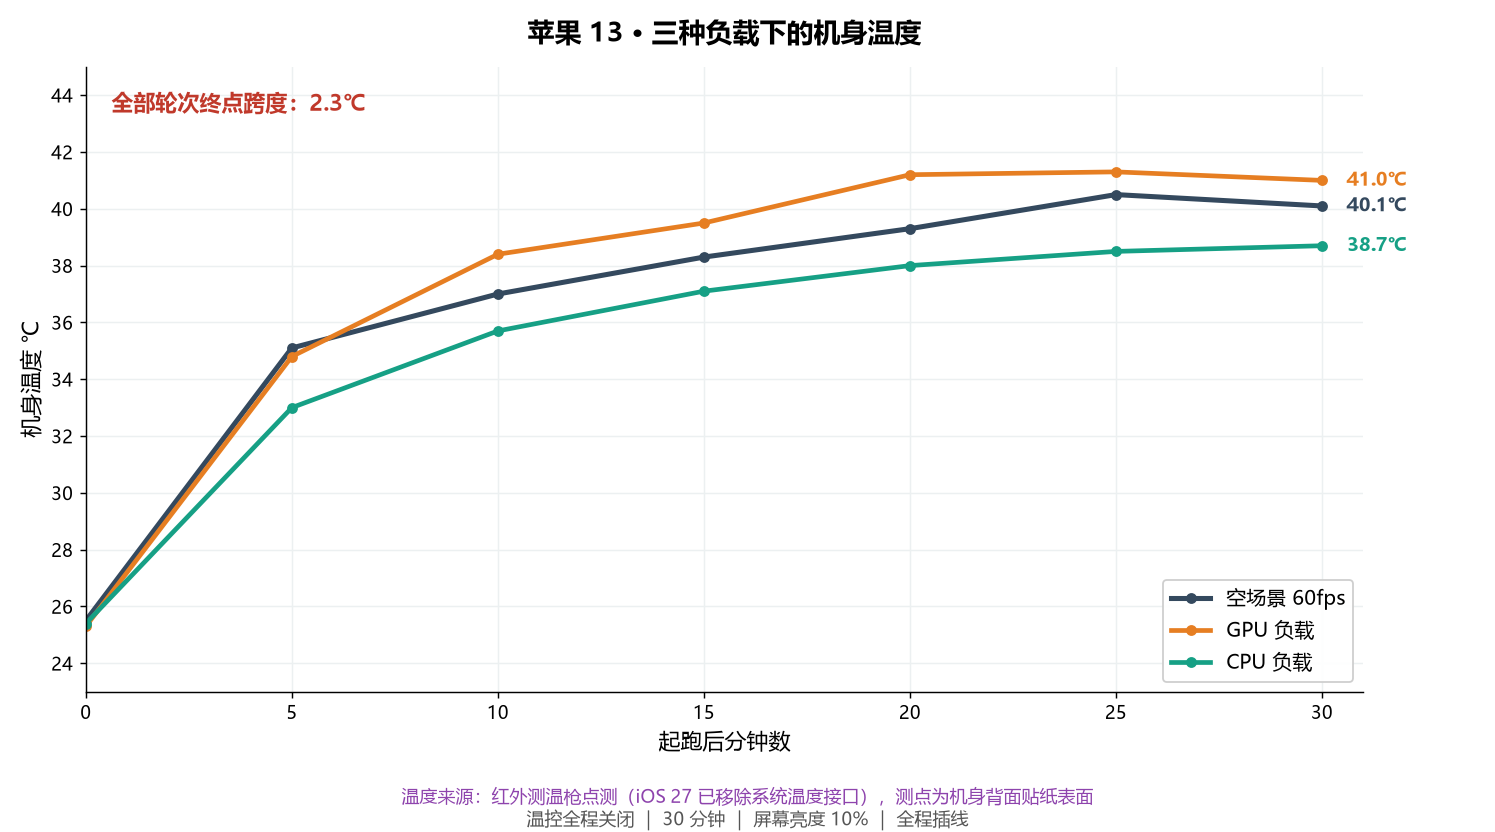 苹果 13 • 三种负载下的机身温度
全部轮次终点跨度：2.3℃
44
42
40
38
36
34
32
30
28
26
24
机身温度 ℃
41.0℃
40.1℃
38.7℃
空场景 60fps
GPU 负载
CPU 负载
0 5 10 15 20 25 30
起跑后分钟数
温度来源：红外测温枪点测（iOS 27 已移除系统温度接口），测点为机身背面贴纸表面
温控全程关闭 | 30 分钟 | 屏幕亮度 10% | 全程插线